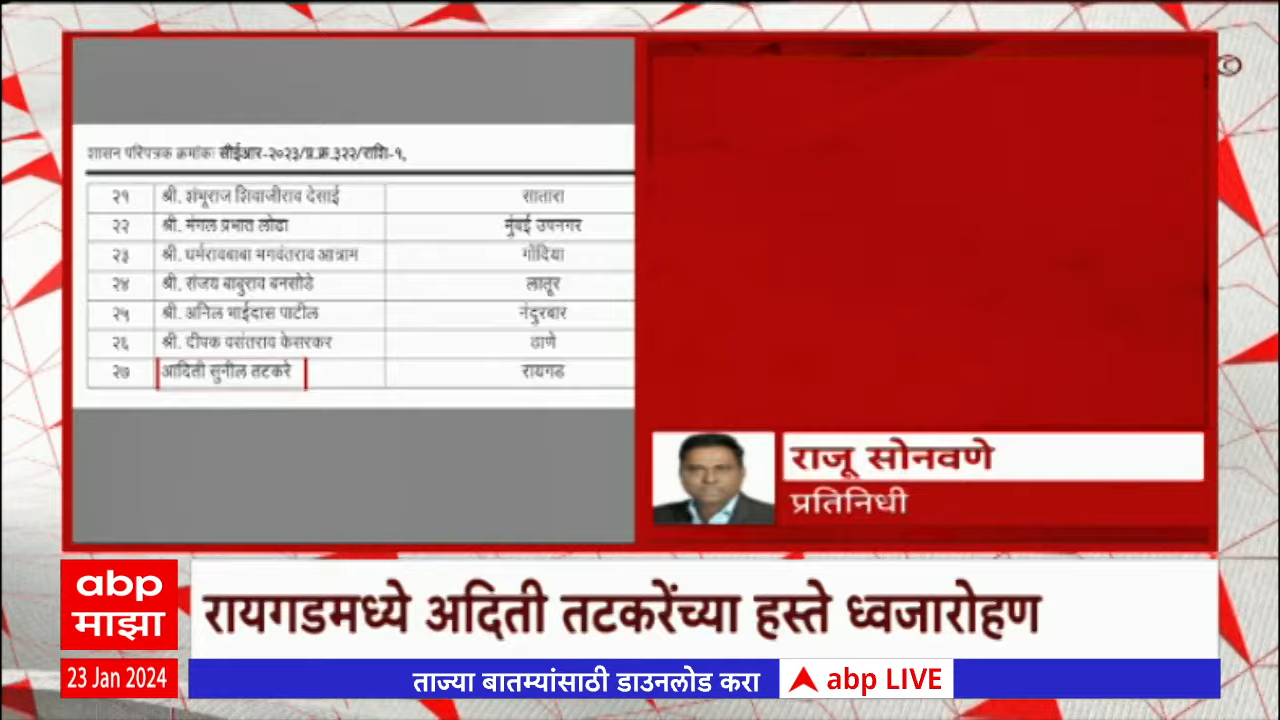 ©
शासन परिपत्रक क्रमांकः सीईआर-२०२३/प्र.क्र.३२२/राशि-१,
२१ श्री. शंभूराज शिवाजीराव देसाई सातारा
२२ श्री. मंगल प्रभात लोढा मुंबई उपनगर
२३ श्री. धर्मरावबाबा भगवंतराव आत्राम गोंदिया
२४ श्री. संजय बाबुराव बनसोडे लातूर
२५ श्री. अनिल भाईदास पाटील नंदुरबार
२६ श्री. दीपक वसंतराव केसरकर ठाणे
२७ आदिती सुनील तटकरे रायगड
राजू सोनवणे
प्रतिनिधी
abp
माझा
रायगडमध्ये अदिती तटकरेंच्या हस्ते ध्वजारोहण
23 Jan 2024
ताज्या बातम्यांसाठी डाउनलोड करा abp LIVE